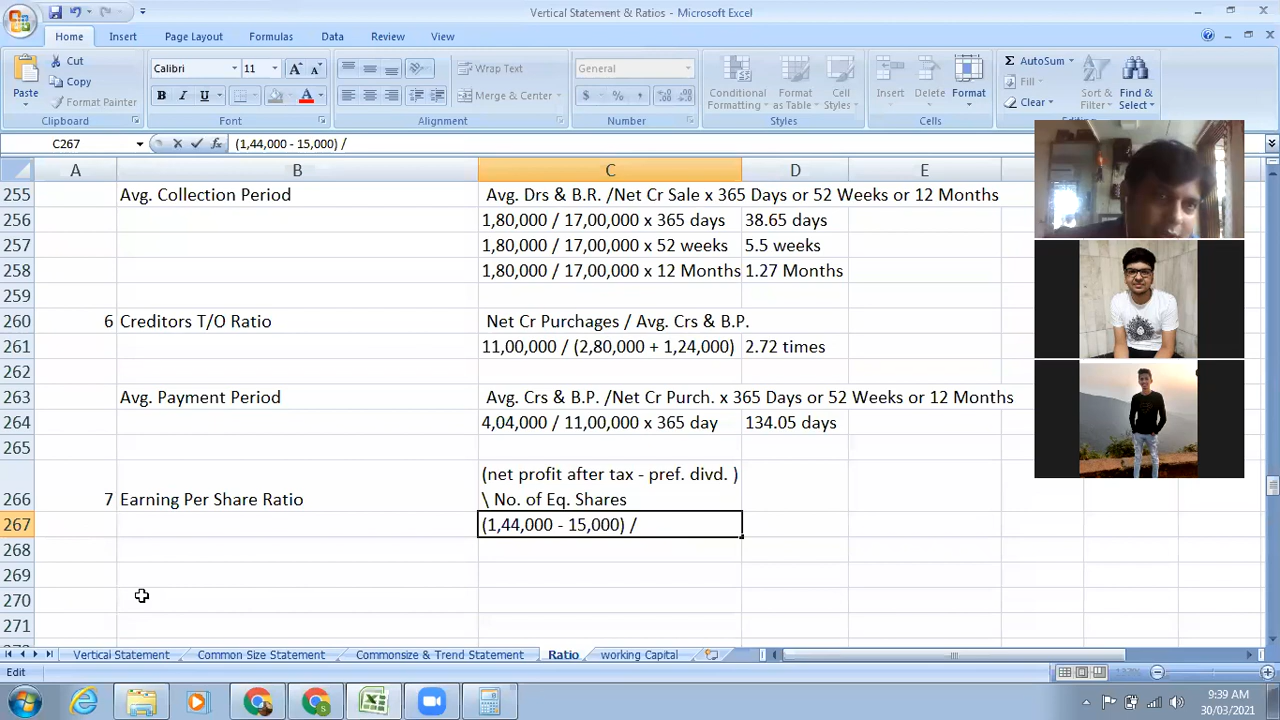 Vertical Statement & Ratios - Microsoft Excel
Home Insert Page Layout Formulas Data Review View
Paste Cut Copy Format Painter Clipboard
Calibri 11 A A B I U A Font
Wrap Text Merge & Center Alignment
General $ % , Number
Conditional Formatting Format as Table Cell Styles Styles
Insert Delete Format Cells
Σ AutoSum Fill Clear Sort & Filter Find & Select
C267 (1,44,000 - 15,000) /
A B C D E
255 Avg. Collection Period Avg. Drs & B.R. /Net Cr Sale x 365 Days or 52 Weeks or 12 Months
256 1,80,000 / 17,00,000 x 365 days 38.65 days
257 1,80,000 / 17,00,000 x 52 weeks 5.5 weeks
258 1,80,000 / 17,00,000 x 12 Months 1.27 Months
259
260 6 Creditors T/O Ratio Net Cr Purchages / Avg. Crs & B.P.
261 11,00,000 / (2,80,000 + 1,24,000) 2.72 times
262
263 Avg. Payment Period Avg. Crs & B.P. /Net Cr Purch. x 365 Days or 52 Weeks or 12 Months
264 4,04,000 / 11,00,000 x 365 day 134.05 days
265
(net profit after tax - pref. divd. )
266 7 Earning Per Share Ratio \ No. of Eq. Shares
267 (1,44,000 - 15,000) /
268
269
270
271
Vertical Statement Common Size Statement Commonsize & Trend Statement Ratio working Capital
Edit
9:39 AM
30/03/2021